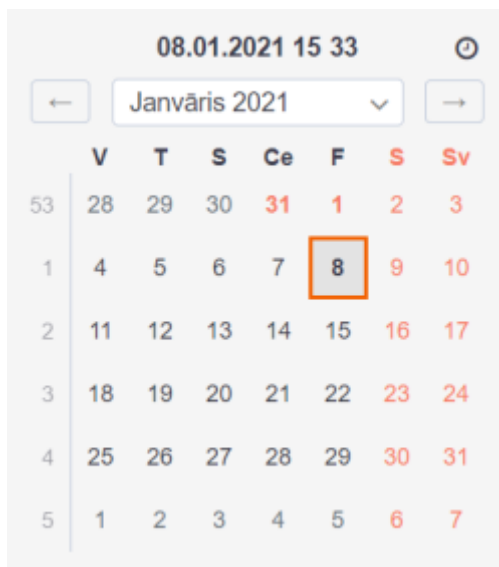 08.01.2021 15 33
← Janvāris 2021 →
V T S Ce F S Sv
53 28 29 30 31 1 2 3
1 4 5 6 7 8 9 10
2 11 12 13 14 15 16 17
3 18 19 20 21 22 23 24
4 25 26 27 28 29 30 31
5 1 2 3 4 5 6 7